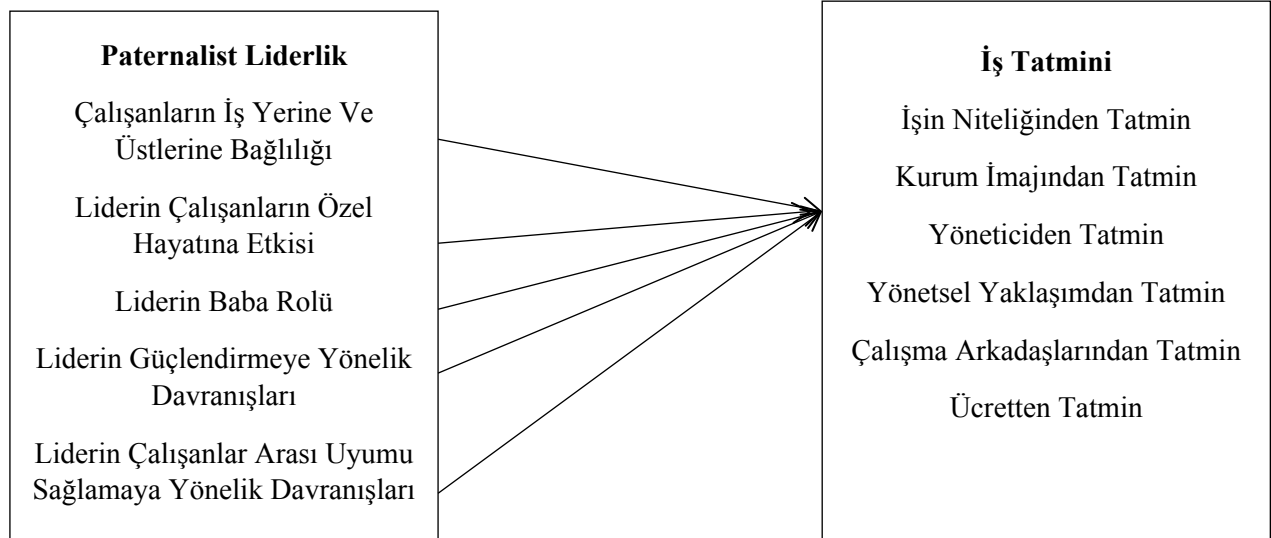 Paternalist Liderlik
Çalışanların İş Yerine Ve
Üstlerine Bağlılığı
Liderin Çalışanların Özel
Hayatına Etkisi
Liderin Baba Rolü
Liderin Güçlendirmeye Yönelik
Davranışları
Liderin Çalışanlar Arası Uyumu
Sağlamaya Yönelik Davranışları
İş Tatmini
İşin Niteliğinden Tatmin
Kurum İmajından Tatmin
Yöneticiden Tatmin
Yönetsel Yaklaşımdan Tatmin
Çalışma Arkadaşlarından Tatmin
Ücretten Tatmin